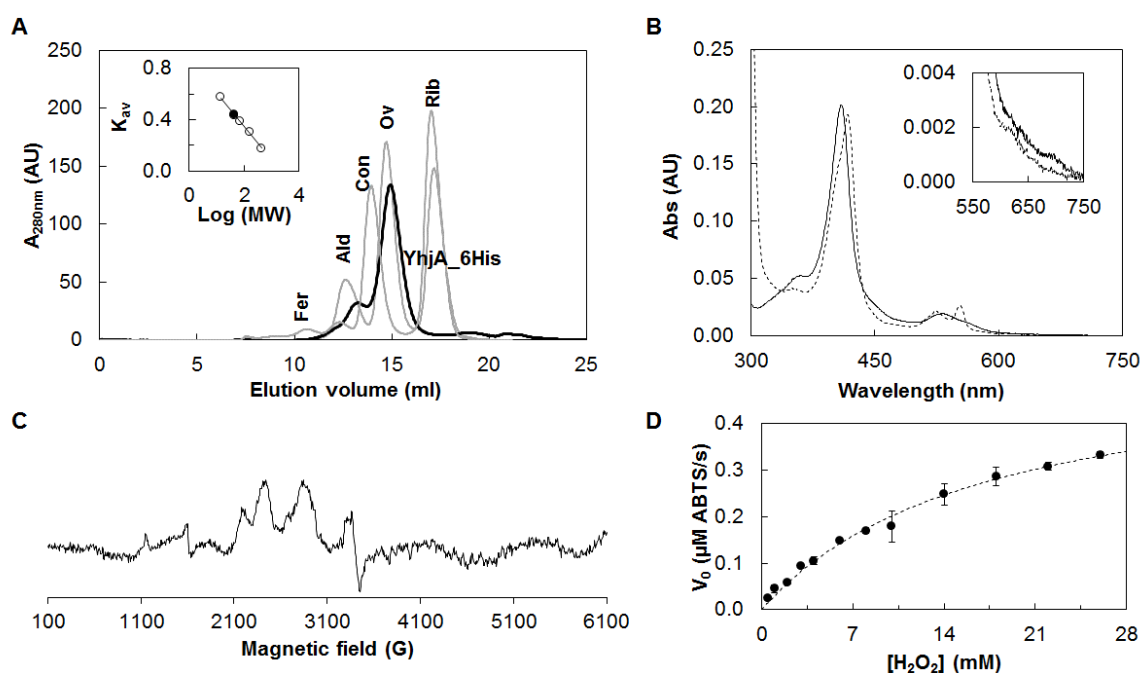 A
250
200
150
100
50
0
A280nm (AU)
0 5 10 15 20 25
Elution volume (ml)
0.8
0.4
0.0
Kav
0 2 4
Log (MW)
Fer
Ald
Con
Ov
Rib
YhjA_6His
B
0.25
0.20
0.15
0.10
0.05
0.00
Abs (AU)
300 450 600 750
Wavelength (nm)
0.004
0.002
0.000
550 650 750
C
100 1100 2100 3100 4100 5100 6100
Magnetic field (G)
D
0.4
0.3
0.2
0.1
0.0
V₀ (µM ABTS/s)
0 7 14 21 28
[H₂O₂] (mM)